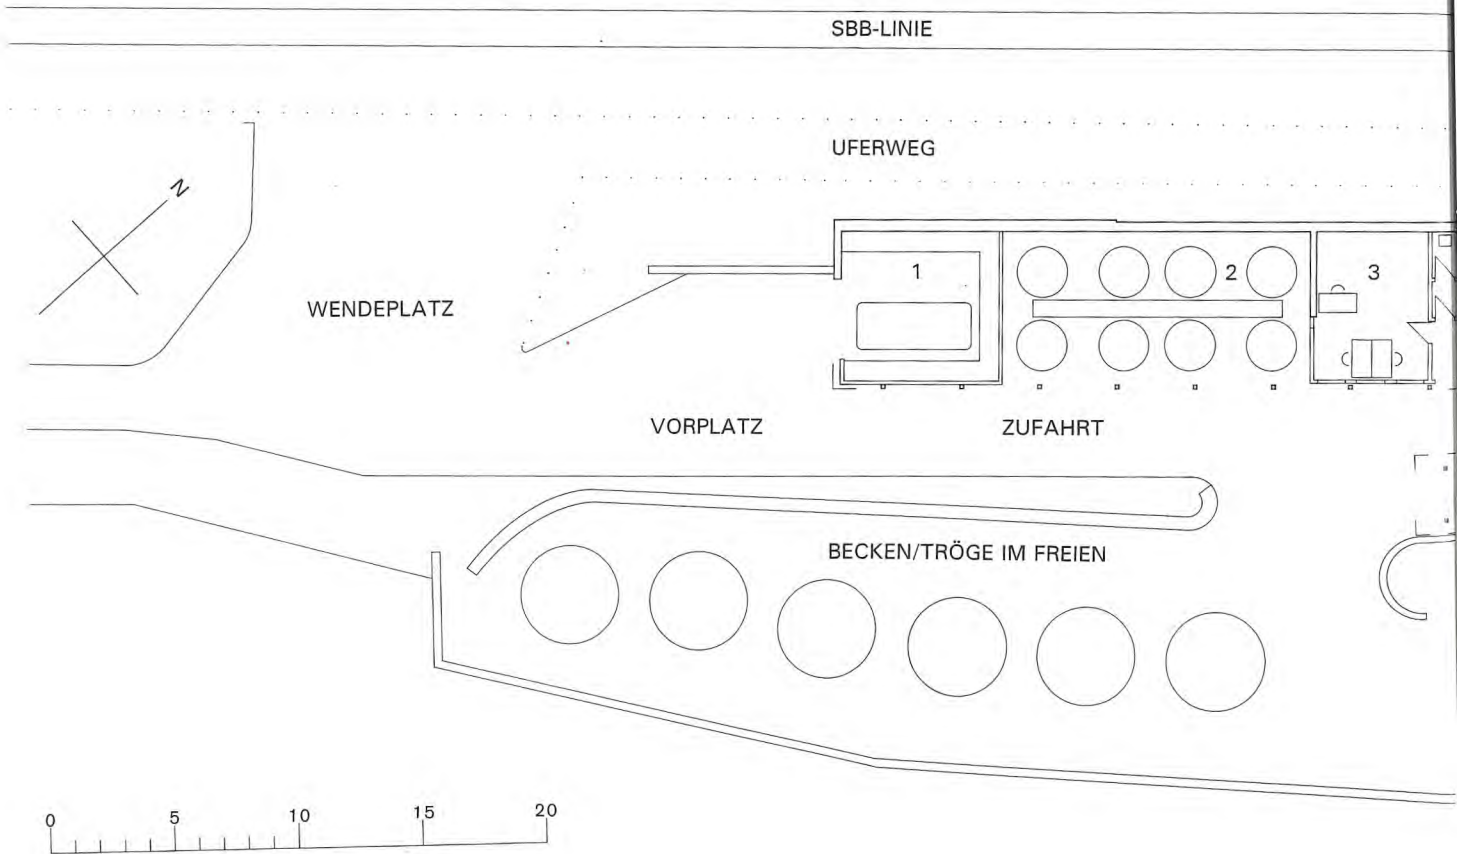 SBB-LINIE
UFERWEG
N
1
2
3
WENDEPLATZ
VORPLATZ
ZUFAHRT
BECKEN/TRÖGE IM FREIEN
0 5 10 15 20